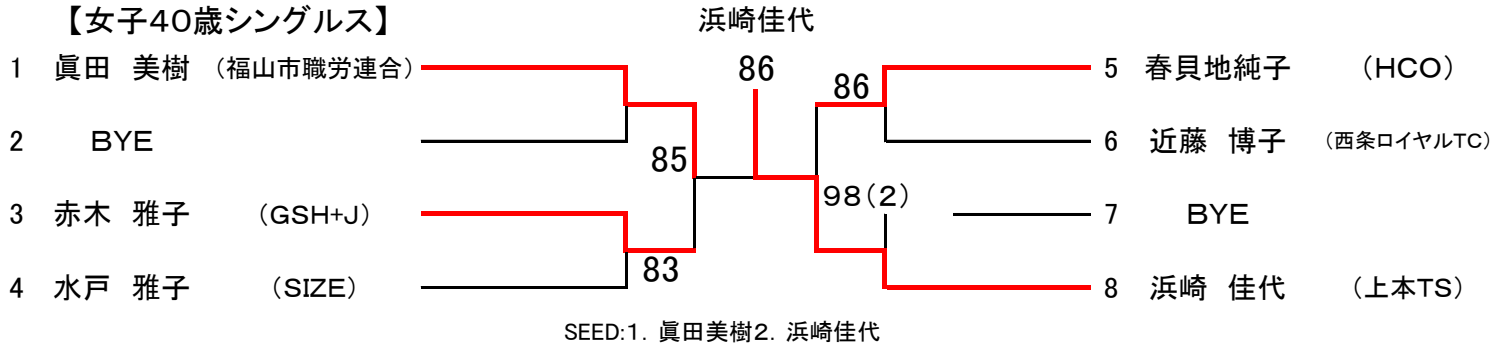 【女子40歳シングルス】
浜崎佳代
1 眞田 美樹 （福山市職労連合）
86
86
5 春貝地純子 （HCO）
2 BYE
85
6 近藤 博子 （西条ロイヤルTC）
3 赤木 雅子 （GSH+J）
98（2）
7 BYE
83
4 水戸 雅子 （SIZE）
8 浜崎 佳代 （上本TS）
SEED:1. 眞田美樹2. 浜崎佳代